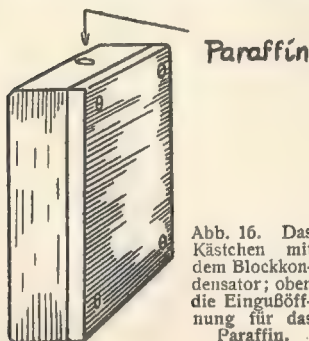 Paraffin
Abb. 16. Das
Kästchen mit
dem Blockkon-
densator; oben
die Eingußöff-
nung für das
Paraffin.